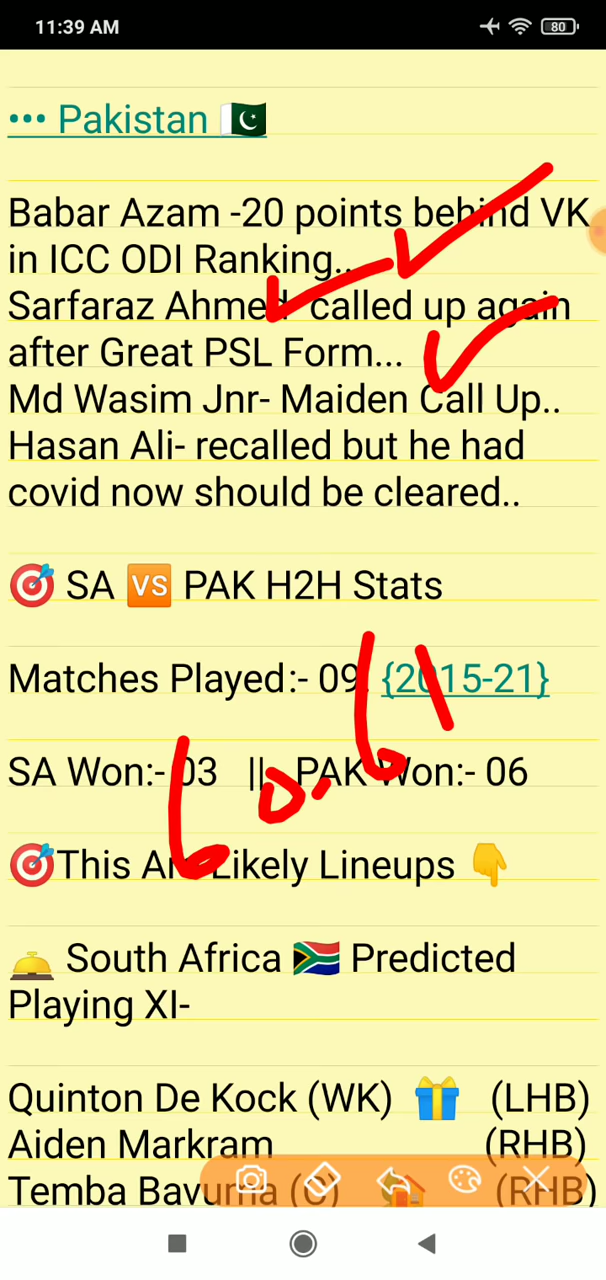 11:39 AM
80
••• Pakistan 🇵🇰
Babar Azam -20 points behind VK
in ICC ODI Ranking..
Sarfaraz Ahmed called up again
after Great PSL Form...
Md Wasim Jnr- Maiden Call Up..
Hasan Ali- recalled but he had
covid now should be cleared..
🎯 SA 🆚 PAK H2H Stats
Matches Played:- 09 {2015-21}
SA Won:- 03 || PAK Won:- 06
🎯This Are Likely Lineups 👇
🛎 South Africa 🇿🇦 Predicted
Playing XI-
Quinton De Kock (WK) 🎁 (LHB)
Aiden Markram (RHB)
Temba Bavuma (C) 🏠 (RHB)